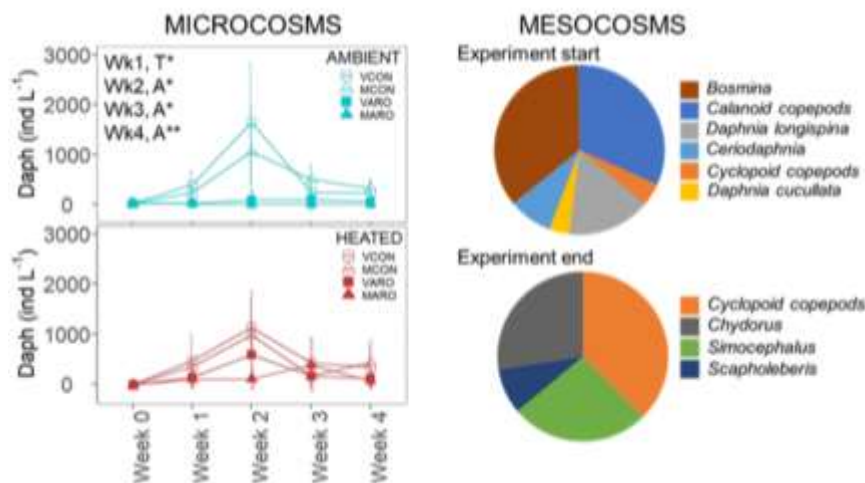 MICROCOSMS
3000
2000
1000
0
Daph (ind L⁻¹)
Wk1, T*
Wk2, A*
Wk3, A*
Wk4, A**
AMBIENT
VCON
MCON
VARO
MARO
3000
2000
1000
0
Daph (ind L⁻¹)
HEATED
VCON
MCON
VARO
MARO
Week 0
Week 1
Week 2
Week 3
Week 4
MESOCOSMS
Experiment start
Bosmina
Calanoid copepods
Daphnia longispina
Ceriodaphnia
Cyclopoid copepods
Daphnia cucullata
Experiment end
Cyclopoid copepods
Chydorus
Simocephalus
Scapholeberis